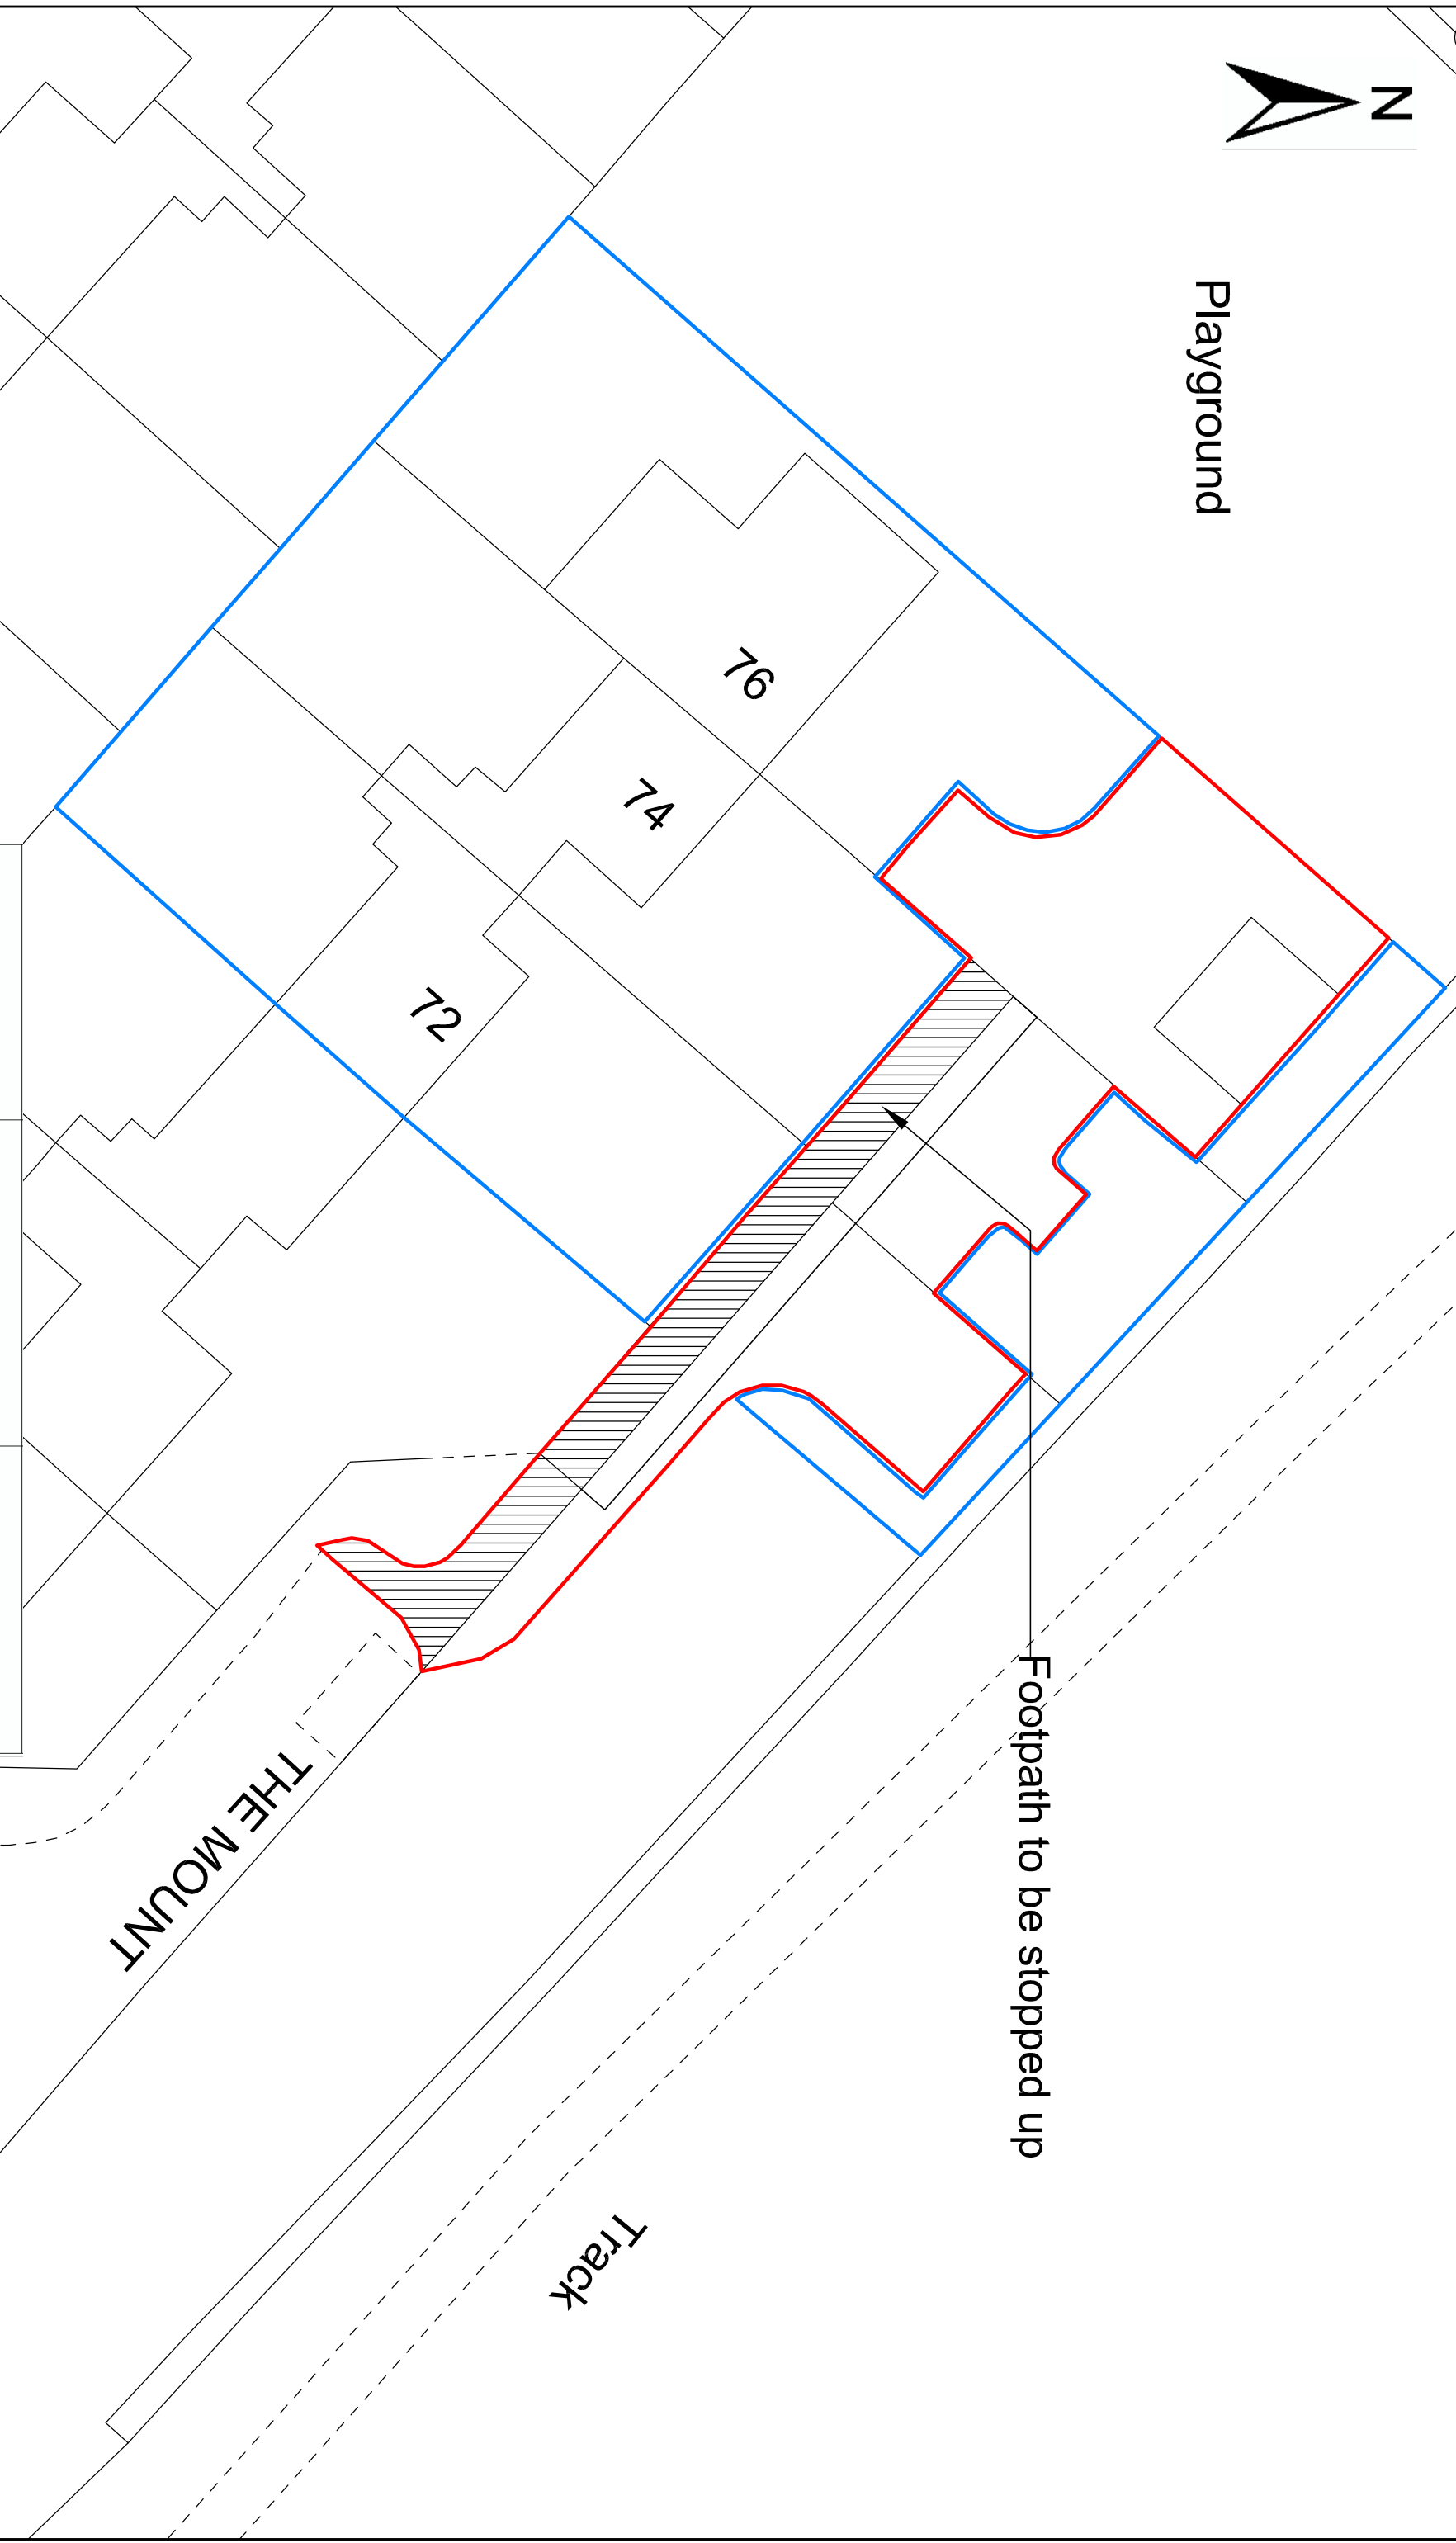 N
Playground
76
74
72
Footpath to be stopped up
THE MOUNT
Track